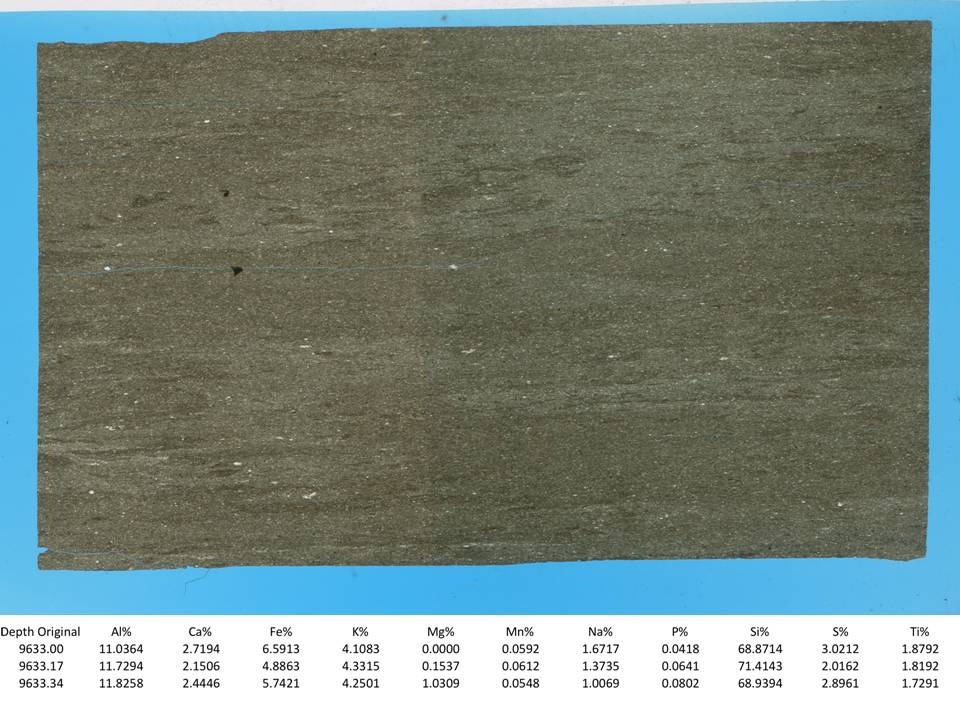 Depth Original Al% Ca% Fe% K% Mg% Mn% Na% P% Si% S% Ti%
9633.00 11.0364 2.7194 6.5913 4.1083 0.0000 0.0592 1.6717 0.0418 68.8714 3.0212 1.8792
9633.17 11.7294 2.1506 4.8863 4.3315 0.1537 0.0612 1.3735 0.0641 71.4143 2.0162 1.8192
9633.34 11.8258 2.4446 5.7421 4.2501 1.0309 0.0548 1.0069 0.0802 68.9394 2.8961 1.7291